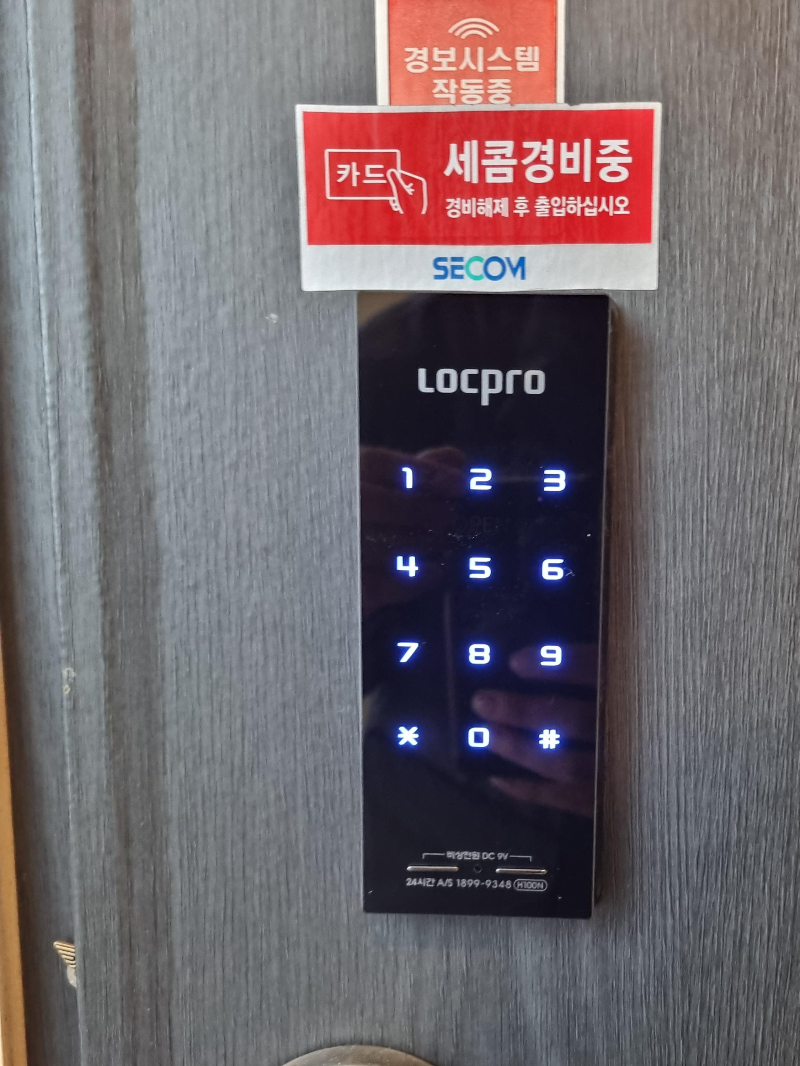 경보시스템
작동중
카드
세콤경비중
경비해제 후 출입하십시오
SECOM
Locpro
1 2 3
4 5 6
7 8 9
* 0 #
비상전원 DC 9V
24시간 A/S 1899-9348 H100N